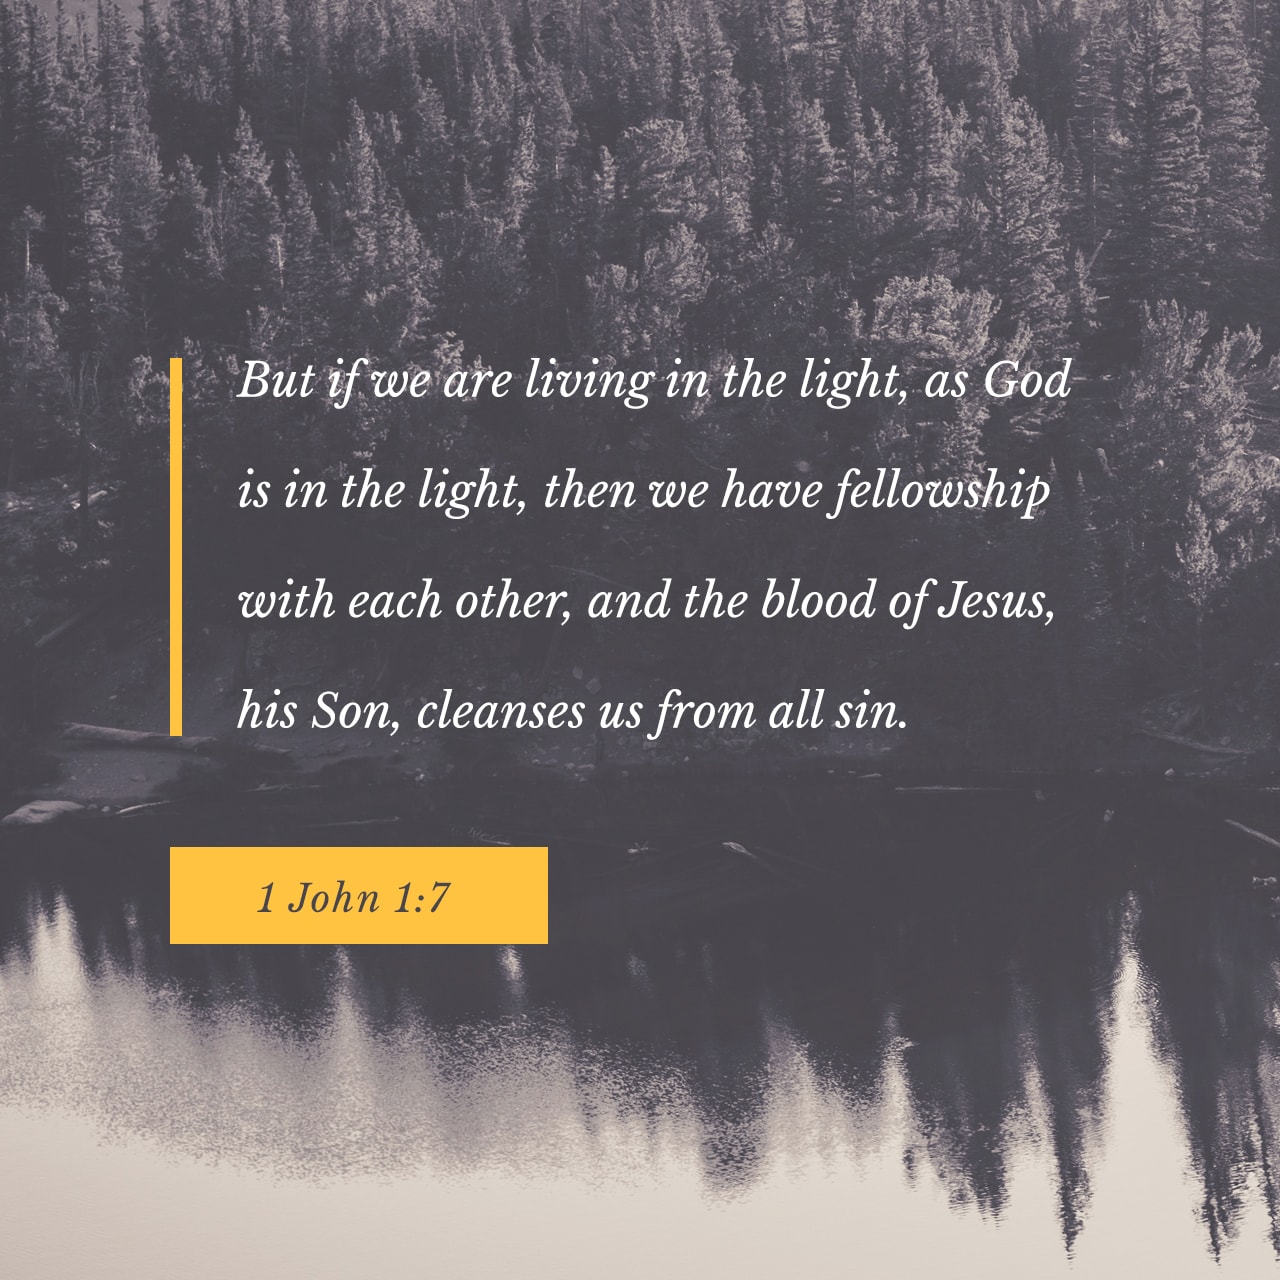 But if we are living in the light, as God
is in the light, then we have fellowship
with each other, and the blood of Jesus,
his Son, cleanses us from all sin.
1 John 1:7